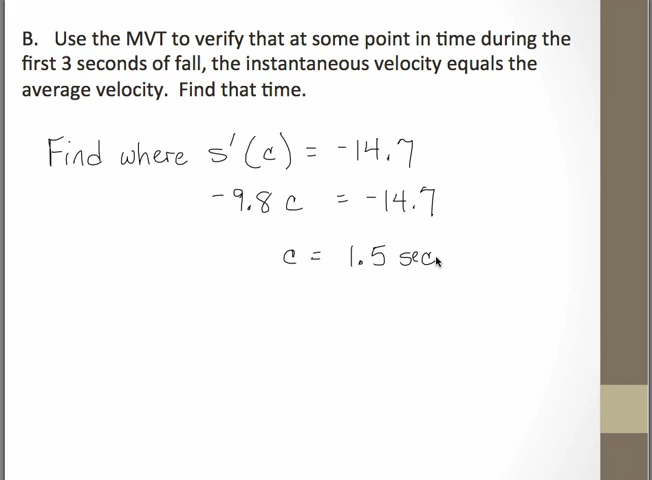 B. Use the MVT to verify that at some point in time during the
first 3 seconds of fall, the instantaneous velocity equals the
average velocity. Find that time.
Find where s'(c) = -14.7
-9.8 c = -14.7
c = 1.5 sec